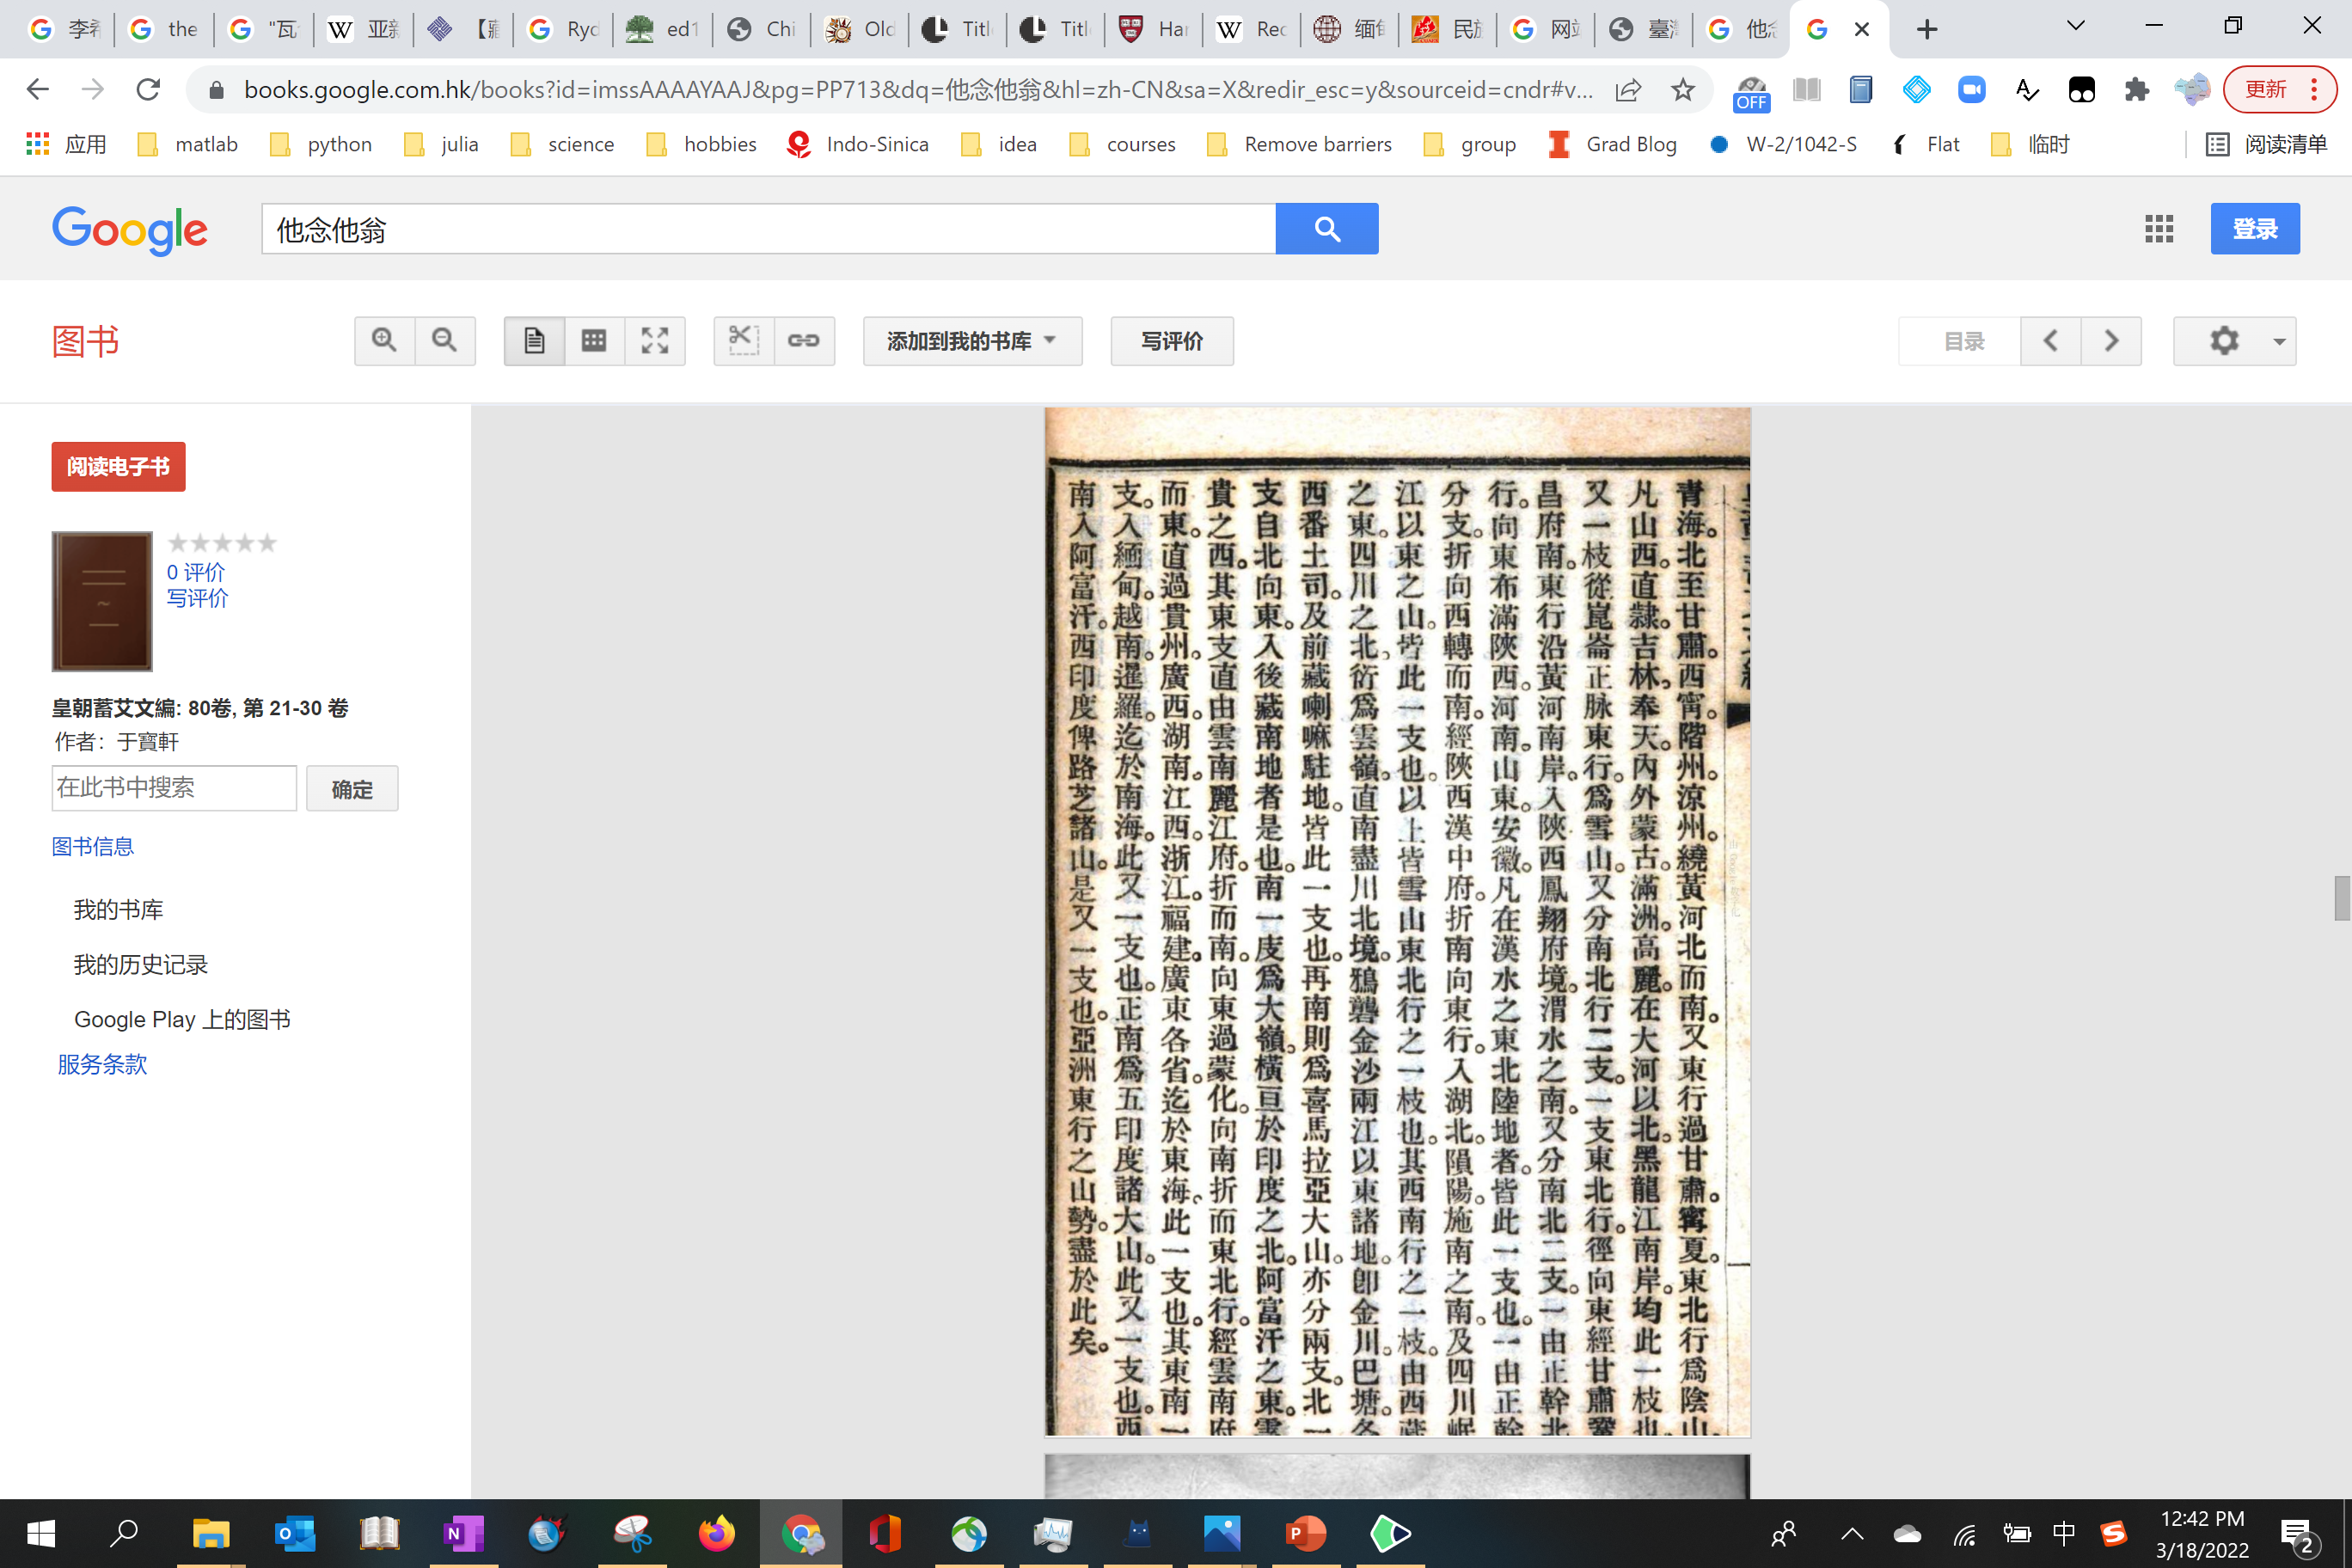 李希
the
"瓦
亚新
【藏
Ryd
ed1
Chi
Old
Titl
Titl
Har
Rec
缅甸
民族
网站
臺灣
他念
books.google.com.hk/books?id=imssAAAAYAAJ&pg=PP713&dq=他念他翁&hl=zh-CN&sa=X&redir_esc=y&sourceid=cndr#v...
OFF
更新
应用 matlab python julia science hobbies Indo-Sinica idea courses Remove barriers group Grad Blog W-2/1042-S Flat 临时 阅读清单
Google 他念他翁 登录
图书 添加到我的书库 写评价 目录
阅读电子书
0 评价
写评价
皇朝蓄艾文編: 80卷, 第 21-30 卷
作者：于寶軒
在此书中搜索 确定
图书信息
我的书库
我的历史记录
Google Play 上的图书
服务条款
青海。北至甘肅。西甯。階州。涼州。繞黃河北而南。又東行過甘肅。寗夏。東北行爲陰山
凡山西。直隸。吉林。奉天。內外蒙古。滿洲。高麗。在大河以北。黑龍江南岸。均此一枝也。
又一枝從崑崙正脉東行。爲雪山。又分南北行二支。一支東北行。徑向東經甘肅鞏
昌府南。東行沿黃河南岸。入陝西鳳翔府境。渭水之南。又分南北二支。一由正幹北
行。向東布滿陝西。河南。山東。安徽。凡在漢水之東北陸地者。皆此一支也。一由正幹
分支。折向西轉而南。經陝西漢中府。折南向東行。入湖北。隕陽。施南之南。及四川岷
江以東之山。皆此一支也。以上皆雪山東北行之一枝也。其西南行之一枝。由西藏
之東。四川之北。衍爲雲嶺。直南盡川北境。鴉礱金沙兩江以東諸地。卽金川。巴塘。各
西番土司。及前藏喇嘛駐地。皆此一支也。再南則爲喜馬拉亞大山。亦分兩支。北一
支自北向東。入後藏南地者是也。南一度爲大嶺。橫亘於印度之北。阿富汗之東。雲
貴之西。其東支直由雲南麗江府。折而南。向東過蒙化。向南折而東北行。經雲南府
而東。直過貴州。廣西。湖南。江西。浙江。福建。廣東各省。迄於東海。此一支也。其東南一
支。入緬甸。越南。暹羅。迄於南海。此又一支也。正南爲五印度諸大山。此又一支也。西
南入阿富汗。西印度俾路芝諸山。是又一支也。亞洲東行之山勢。盡於此矣。
中
12:42 PM
3/18/2022
2